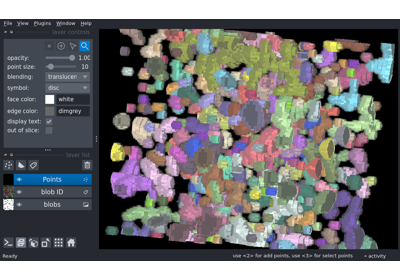 File View Plugins Window Help
layer controls
opacity: 1.00
point size: 10
blending: translucen
symbol: disc
face color: white
edge color: dimgrey
display text:
out of slice:
layer list
Points
blob ID
blobs
Ready
use <2> for add points, use <3> for select points
activity